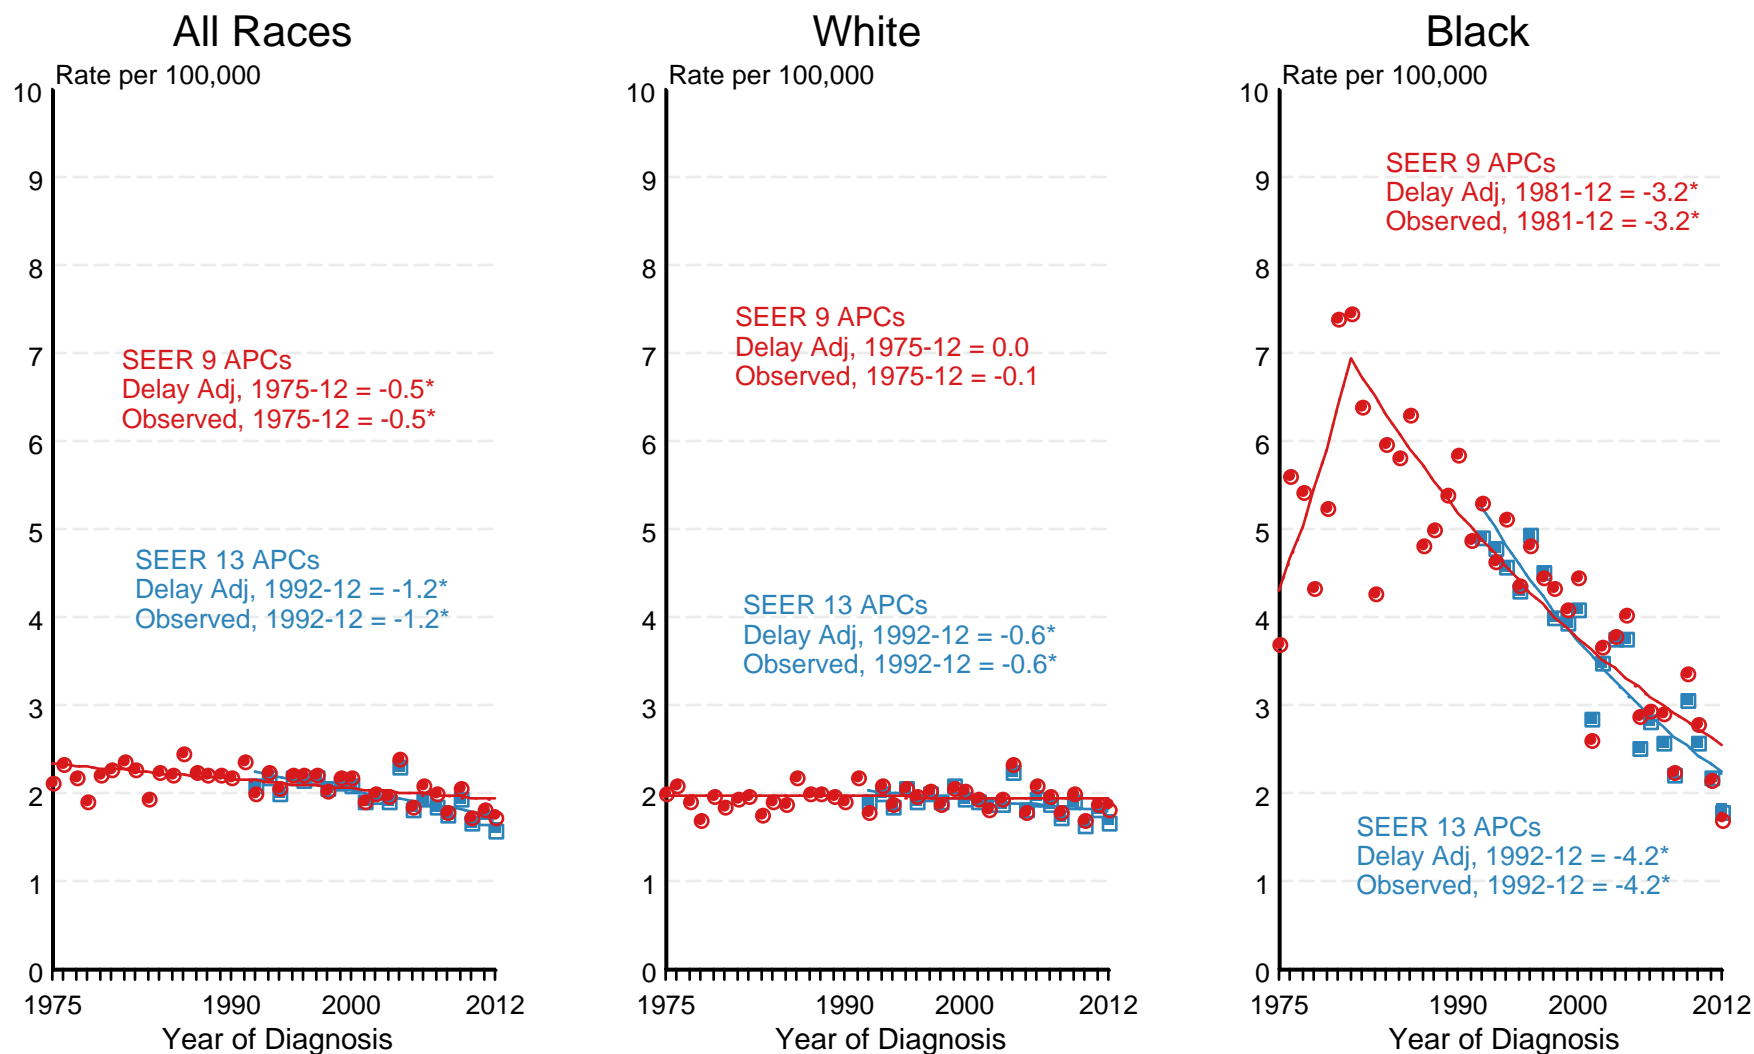 All Races
Rate per 100,000
10
9
8
7
6
5
4
3
2
1
0
SEER 9 APCs
Delay Adj, 1975-12 = -0.5*
Observed, 1975-12 = -0.5*
SEER 13 APCs
Delay Adj, 1992-12 = -1.2*
Observed, 1992-12 = -1.2*
1975 1990 2000 2012
Year of Diagnosis
White
Rate per 100,000
10
9
8
7
6
5
4
3
2
1
0
SEER 9 APCs
Delay Adj, 1975-12 = 0.0
Observed, 1975-12 = -0.1
SEER 13 APCs
Delay Adj, 1992-12 = -0.6*
Observed, 1992-12 = -0.6*
1975 1990 2000 2012
Year of Diagnosis
Black
Rate per 100,000
10
9
8
7
6
5
4
3
2
1
0
SEER 9 APCs
Delay Adj, 1981-12 = -3.2*
Observed, 1981-12 = -3.2*
SEER 13 APCs
Delay Adj, 1992-12 = -4.2*
Observed, 1992-12 = -4.2*
1975 1990 2000 2012
Year of Diagnosis